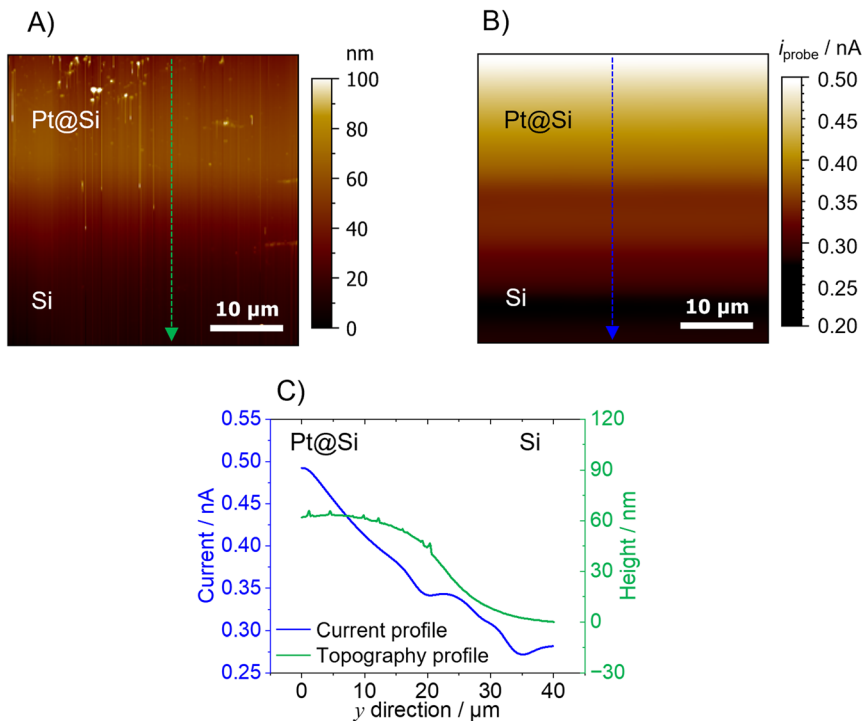 A)
nm
100
80
60
40
20
0
Pt@Si
Si
10 µm
B)
iprobe / nA
0.50
0.45
0.40
0.35
0.30
0.25
0.20
Pt@Si
Si
10 µm
C)
Pt@Si Si
0.55
0.50
0.45
0.40
0.35
0.30
0.25
Current / nA
120
90
60
30
0
−30
Height / nm
Current profile
Topography profile
0 10 20 30 40
y direction / µm